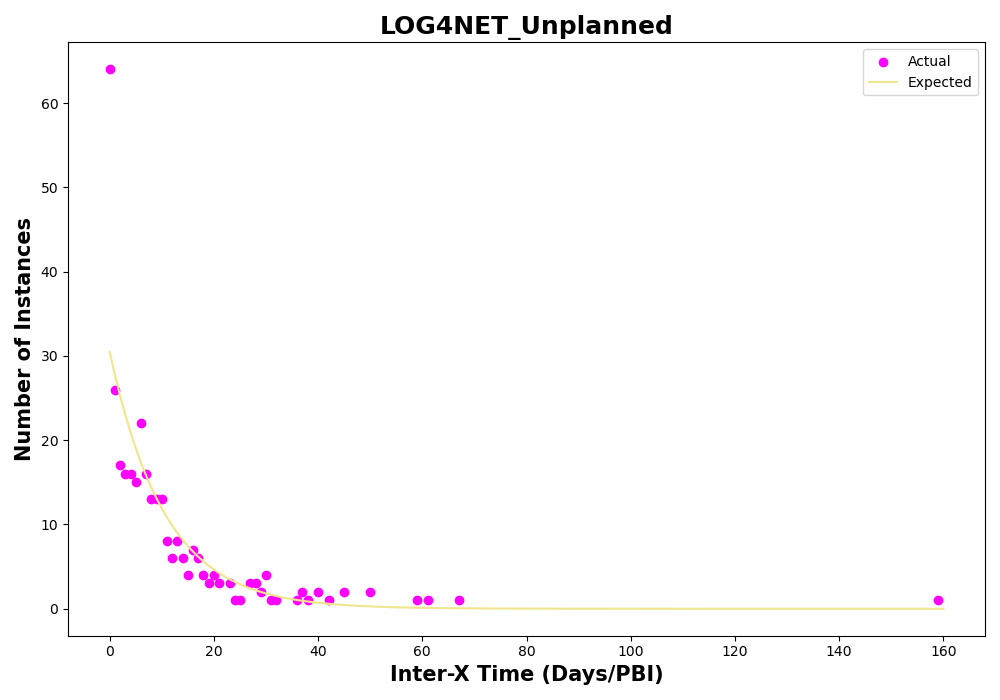 LOG4NET_Unplanned
Actual
Expected
60
50
40
30
20
10
0
Number of Instances
0 20 40 60 80 100 120 140 160
Inter-X Time (Days/PBI)